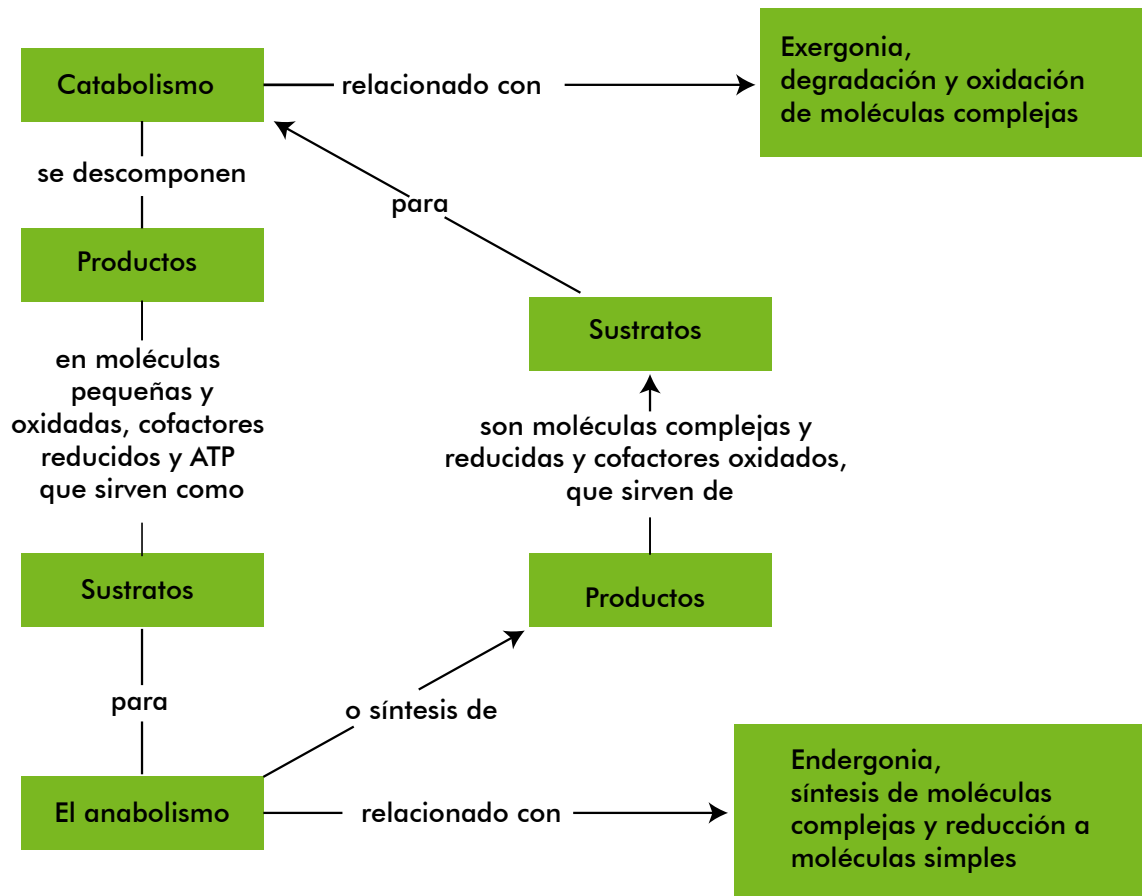 Catabolismo
relacionado con
Exergonia,
degradación y oxidación
de moléculas complejas
se descomponen
para
Productos
en moléculas
pequeñas y
oxidadas, cofactores
reducidos y ATP
que sirven como
Sustratos
son moléculas complejas y
reducidas y cofactores oxidados,
que sirven de
Sustratos
Productos
para
o síntesis de
El anabolismo
relacionado con
Endergonia,
síntesis de moléculas
complejas y reducción a
moléculas simples